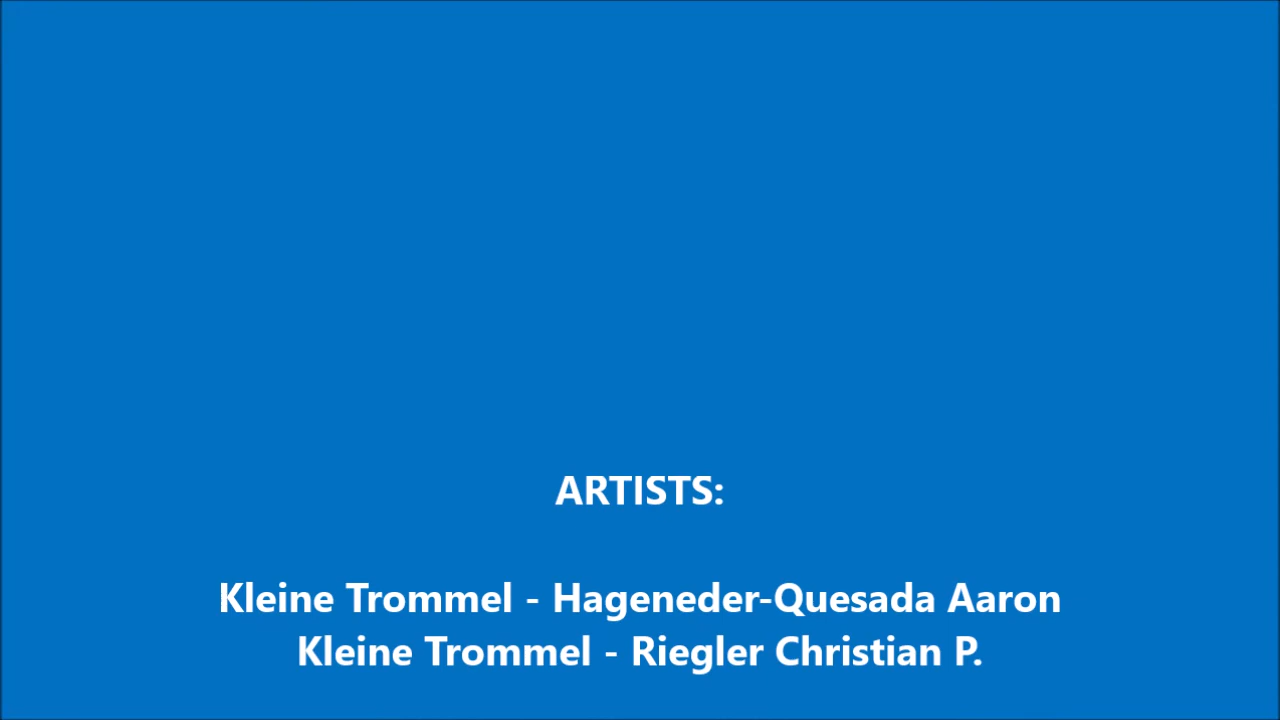 ARTISTS:
Kleine Trommel - Hageneder-Quesada Aaron
Kleine Trommel - Riegler Christian P.